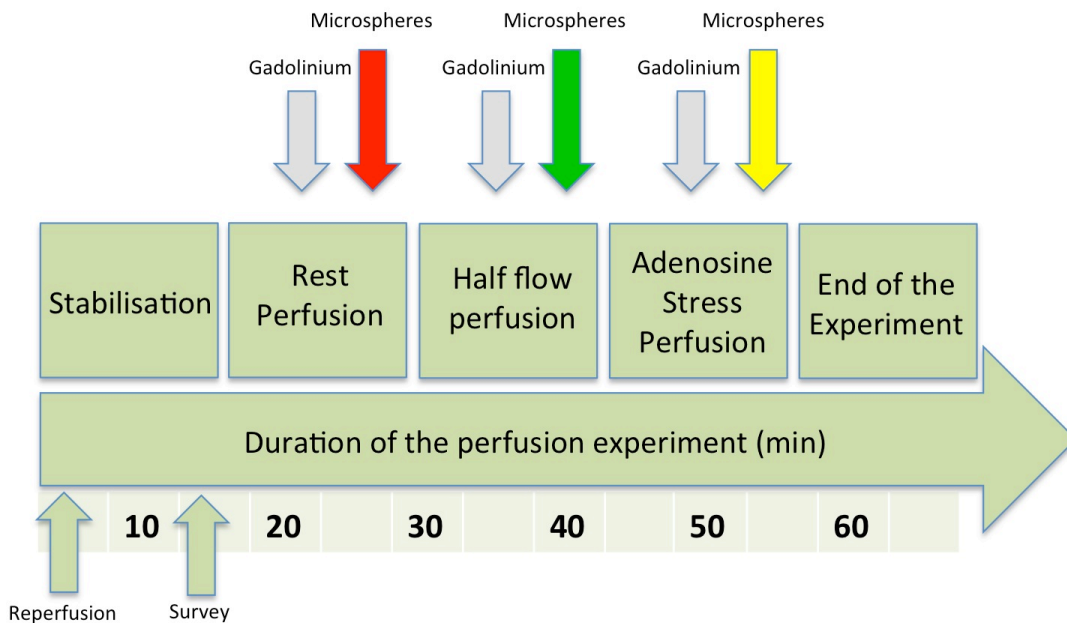 Microspheres
Microspheres
Microspheres
Gadolinium
Gadolinium
Gadolinium
Stabilisation
Rest
Perfusion
Half flow
perfusion
Adenosine
Stress
Perfusion
End of the
Experiment
Duration of the perfusion experiment (min)
10
20
30
40
50
60
Reperfusion
Survey